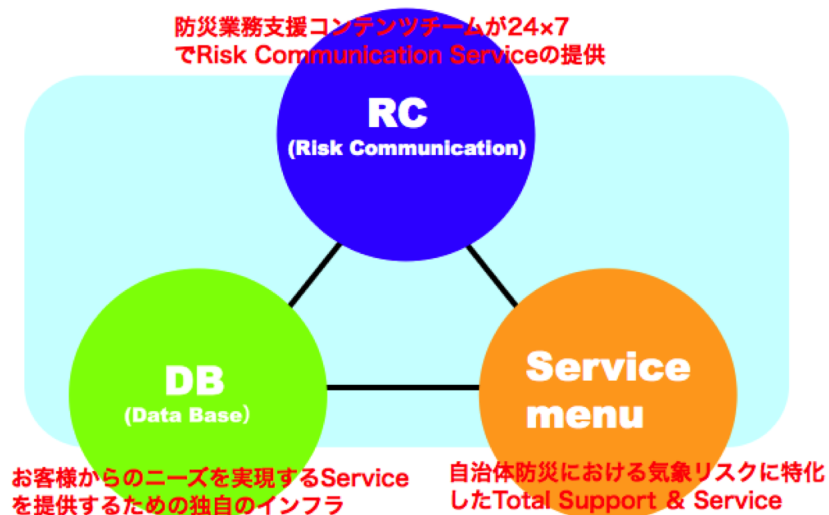 防災業務支援コンテンツチームが24×7
でRisk Communication Serviceの提供
RC
(Risk Communication)
DB
(Data Base)
Service
menu
お客様からのニーズを実現するService
を提供するための独自のインフラ
自治体防災における気象リスクに特化
したTotal Support & Service